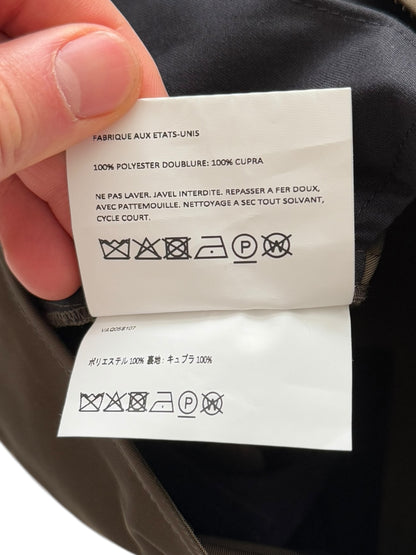 FABRIQUE AUX ETATS-UNIS
100% POLYESTER DOUBLURE: 100% CUPRA
NE PAS LAVER. JAVEL INTERDITE. REPASSER A FER DOUX,
AVEC PATTEMOUILLE. NETTOYAGE A SEC TOUT SOLVANT,
CYCLE COURT.
P W
VAQ05B107
ポリエステル 100% 裏地：キュプラ 100%
P W